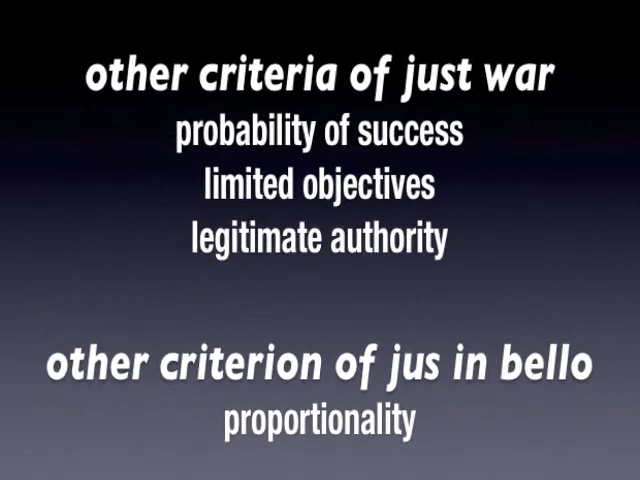 other criteria of just war
probability of success
limited objectives
legitimate authority
other criterion of jus in bello
proportionality